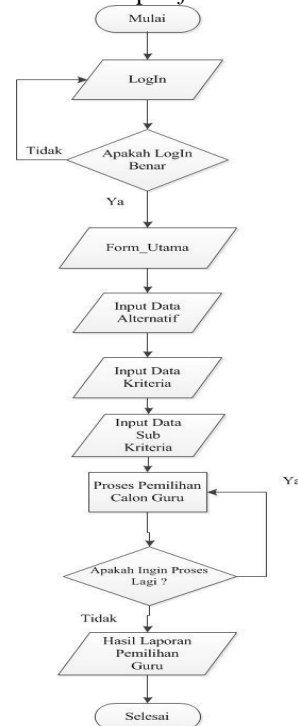 Mulai
LogIn
Tidak
Apakah LogIn
Benar
Ya
Form_Utama
Input Data
Alternatif
Input Data
Kriteria
Input Data
Sub
Kriteria
Proses Pemilihan
Calon Guru
Ya
Apakah Ingin Proses
Lagi ?
Tidak
Hasil Laporan
Pemilihan
Guru
Selesai